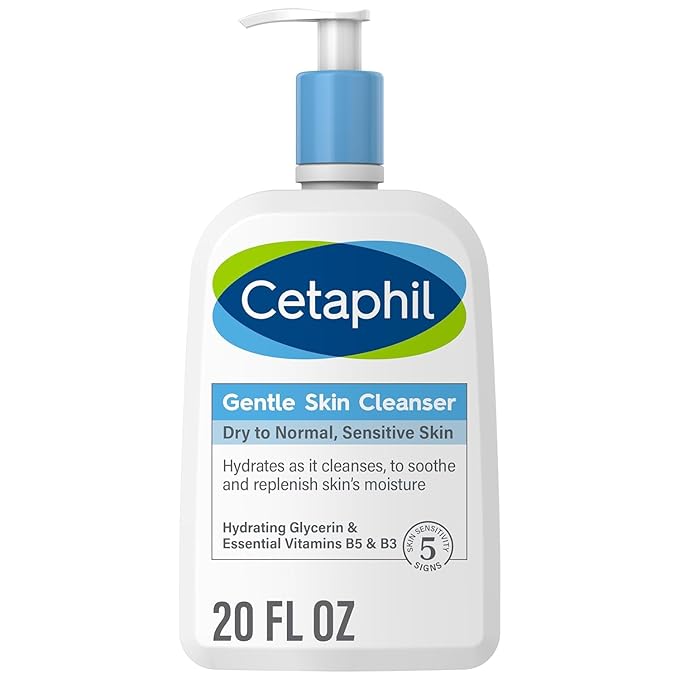 Cetaphil
Gentle Skin Cleanser
Dry to Normal, Sensitive Skin
Hydrates as it cleanses, to soothe
and replenish skin's moisture
Hydrating Glycerin &
Essential Vitamins B5 & B3
SKIN SENSITIVITY
5
SIGNS
20 FL OZ